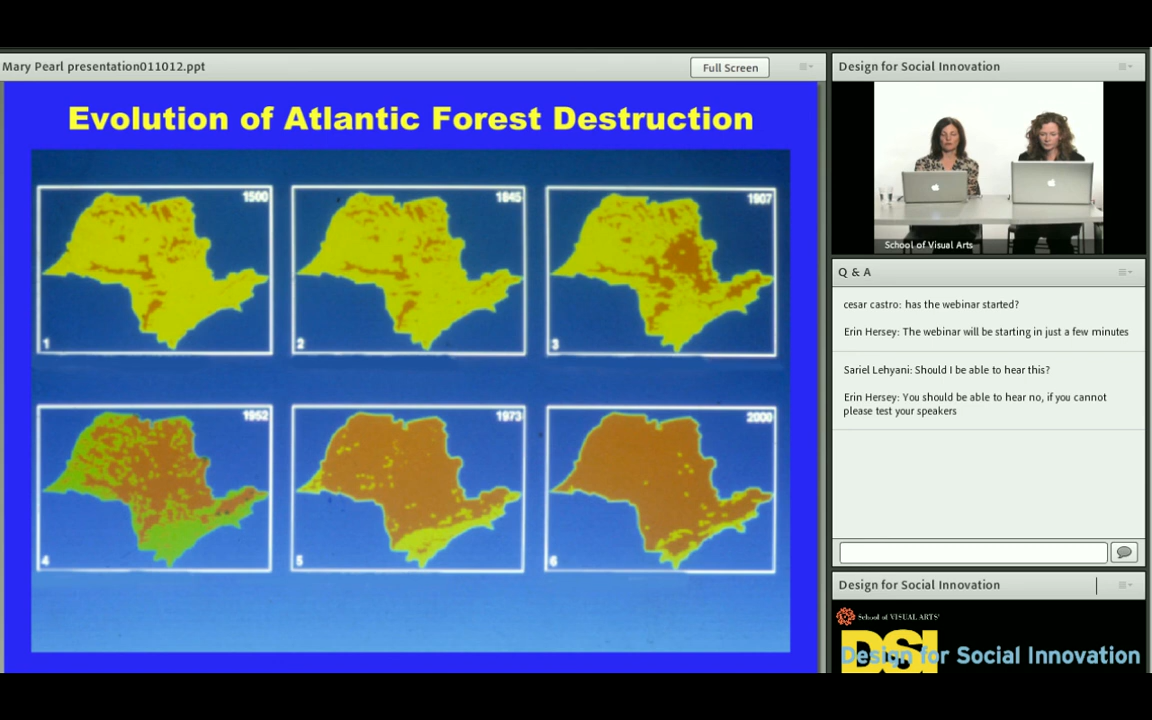 Mary Pearl presentation011012.ppt
Full Screen
Evolution of Atlantic Forest Destruction
1500
1
1845
2
1907
3
1952
4
1973
5
2000
6
Design for Social Innovation
School of Visual Arts
Q & A
cesar castro: has the webinar started?
Erin Hersey: The webinar will be starting in just a few minutes
Sariel Lehyani: Should I be able to hear this?
Erin Hersey: You should be able to hear no, if you cannot
please test your speakers
Design for Social Innovation
School of VISUAL ARTS
DSI
Design for Social Innovation